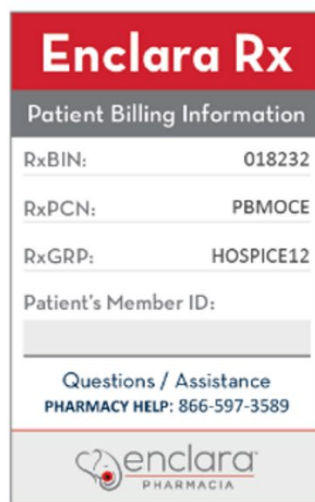 Enclara Rx
Patient Billing Information
RxBIN: 018232
RxPCN: PBMOCE
RxGRP: HOSPICE12
Patient's Member ID:
Questions / Assistance
PHARMACY HELP: 866-597-3589
enclara
PHARMACIA